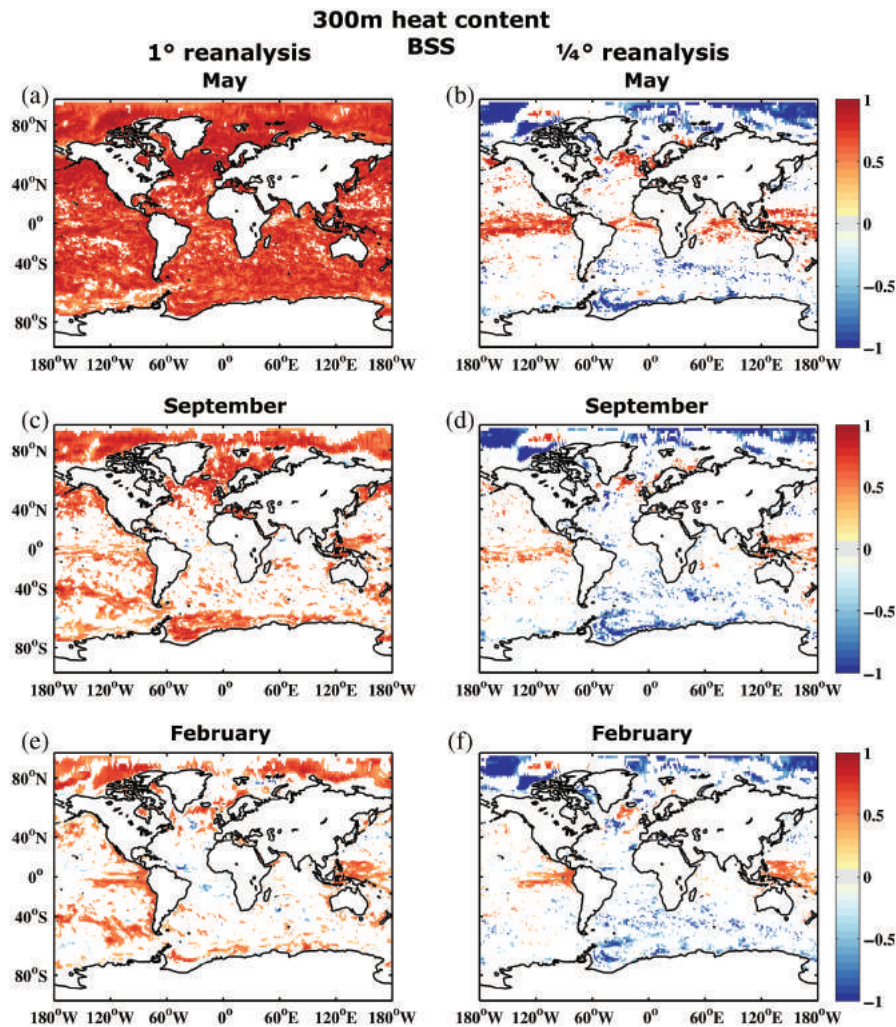 300m heat content
BSS
1° reanalysis
¼° reanalysis
May
May
(a)
(b)
80°N
40°N
0°
40°S
80°S
180°W 120°W 60°W 0° 60°E 120°E 180°W
180°W 120°W 60°W 0° 60°E 120°E 180°W
1
0.5
0
−0.5
−1
September
September
(c)
(d)
80°N
40°N
0°
40°S
80°S
180°W 120°W 60°W 0° 60°E 120°E 180°W
180°W 120°W 60°W 0° 60°E 120°E 180°W
1
0.5
0
−0.5
−1
February
February
(e)
(f)
80°N
40°N
0°
40°S
80°S
180°W 120°W 60°W 0° 60°E 120°E 180°W
180°W 120°W 60°W 0° 60°E 120°E 180°W
1
0.5
0
−0.5
−1